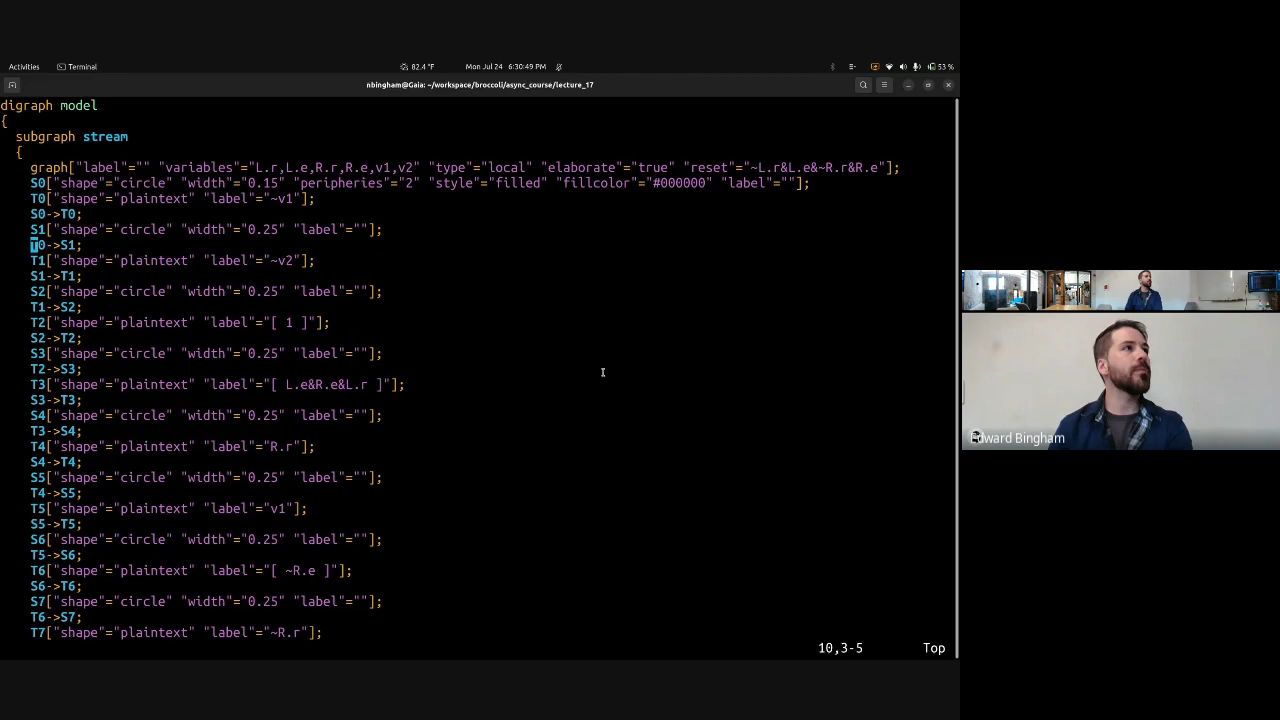 Activities
Terminal
82.4 °F
Mon Jul 24 6:30:49 PM
53 %
nbingham@Gaia: ~/workspace/broccoli/async_course/lecture_17
digraph model
{
subgraph stream
{
graph["label"="" "variables"="L.r,L.e,R.r,R.e,v1,v2" "type"="local" "elaborate"="true" "reset"="~L.r&L.e&~R.r&R.e"];
S0["shape"="circle" "width"="0.15" "peripheries"="2" "style"="filled" "fillcolor"="#000000" "label"=""];
T0["shape"="plaintext" "label"="~v1"];
S0->T0;
S1["shape"="circle" "width"="0.25" "label"=""];
T0->S1;
T1["shape"="plaintext" "label"="~v2"];
S1->T1;
S2["shape"="circle" "width"="0.25" "label"=""];
T1->S2;
T2["shape"="plaintext" "label"="[ 1 ]"];
S2->T2;
S3["shape"="circle" "width"="0.25" "label"=""];
T2->S3;
T3["shape"="plaintext" "label"="[ L.e&R.e&L.r ]"];
S3->T3;
S4["shape"="circle" "width"="0.25" "label"=""];
T3->S4;
T4["shape"="plaintext" "label"="R.r"];
S4->T4;
S5["shape"="circle" "width"="0.25" "label"=""];
T4->S5;
T5["shape"="plaintext" "label"="v1"];
S5->T5;
S6["shape"="circle" "width"="0.25" "label"=""];
T5->S6;
T6["shape"="plaintext" "label"="[ ~R.e ]"];
S6->T6;
S7["shape"="circle" "width"="0.25" "label"=""];
T6->S7;
T7["shape"="plaintext" "label"="~R.r"];
10,3-5 Top
Edward Bingham